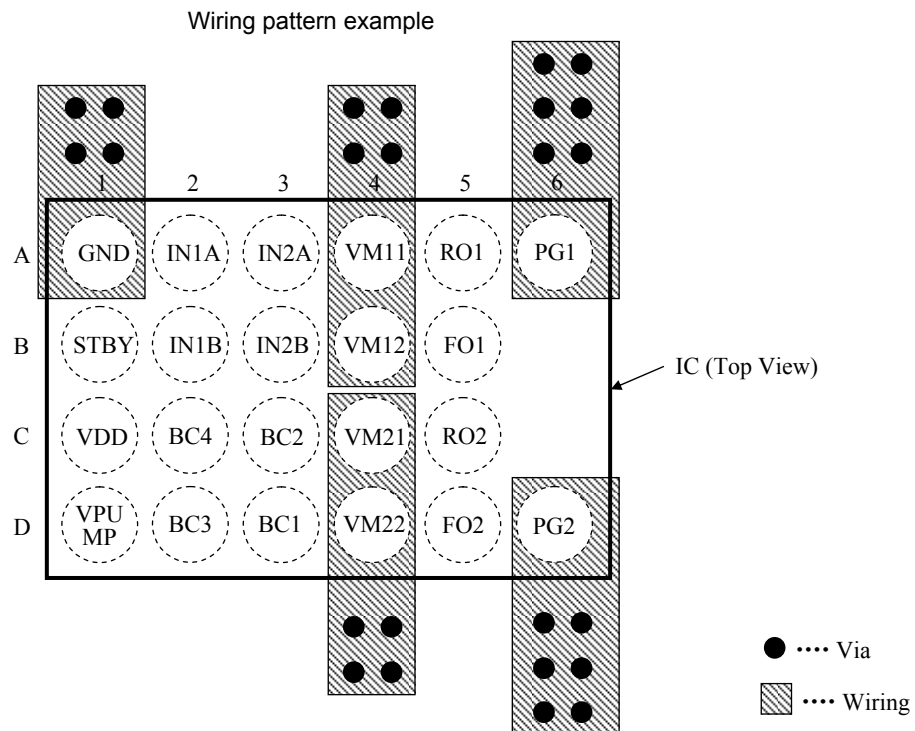 Wiring pattern example
1 2 3 4 5 6
A GND IN1A IN2A VM11 RO1 PG1
B STBY IN1B IN2B VM12 FO1
IC (Top View)
C VDD BC4 BC2 VM21 RO2
D VPU MP BC3 BC1 VM22 FO2 PG2
···· Via
···· Wiring